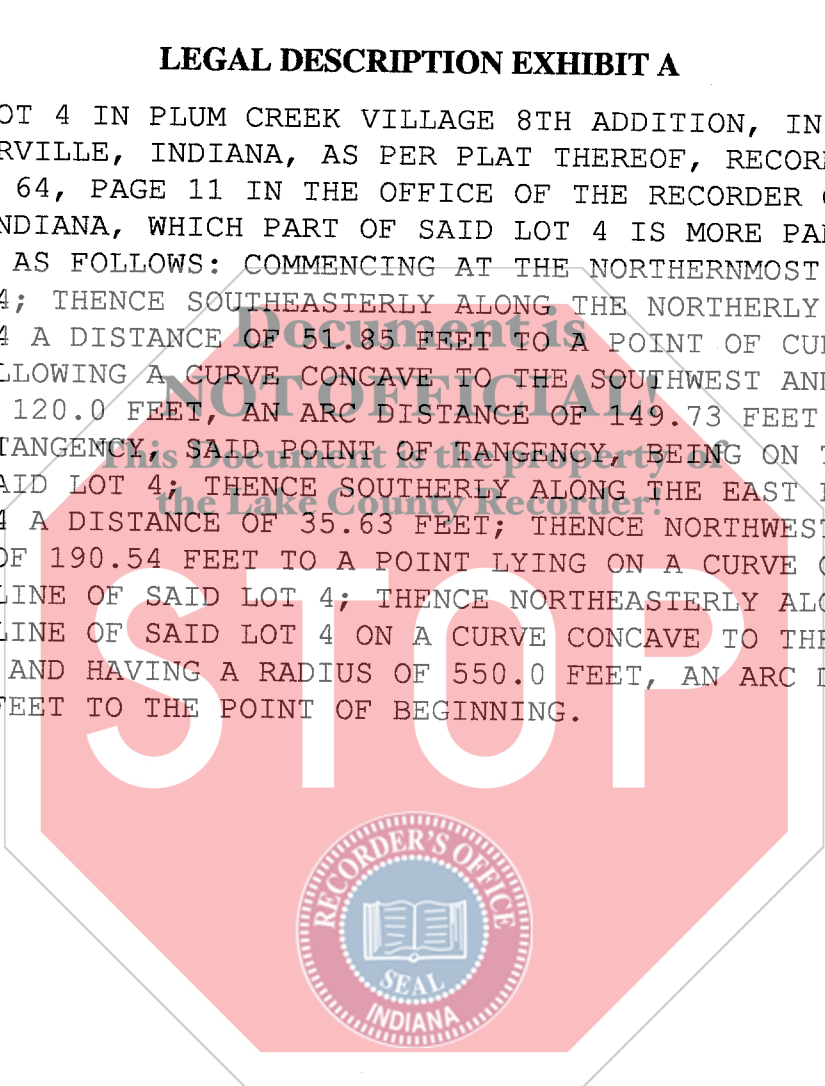 LEGAL DESCRIPTION EXHIBIT A
OT 4 IN PLUM CREEK VILLAGE 8TH ADDITION, IN
RVILLE, INDIANA, AS PER PLAT THEREOF, RECOR
64, PAGE 11 IN THE OFFICE OF THE RECORDER
NDIANA, WHICH PART OF SAID LOT 4 IS MORE PA
AS FOLLOWS: COMMENCING AT THE NORTHERNMOST
4; THENCE SOUTHEASTERLY ALONG THE NORTHERLY
4 A DISTANCE OF 51.85 FEET TO A POINT OF CU
LLOWING A CURVE CONCAVE TO THE SOUTHWEST AN
120.0 FEET, AN ARC DISTANCE OF 149.73 FEET
TANGENCY, SAID POINT OF TANGENCY, BEING ON
AID LOT 4; THENCE SOUTHERLY ALONG THE EAST
4 A DISTANCE OF 35.63 FEET; THENCE NORTHWEST
OF 190.54 FEET TO A POINT LYING ON A CURVE
LINE OF SAID LOT 4; THENCE NORTHEASTERLY AL
LINE OF SAID LOT 4 ON A CURVE CONCAVE TO THE
AND HAVING A RADIUS OF 550.0 FEET, AN ARC
FEET TO THE POINT OF BEGINNING.
Document is
NOT OFFICIAL!
This Document is the property of
the Lake County Recorder!
STOP
RECORDER'S OFFICE
SEAL
INDIANA